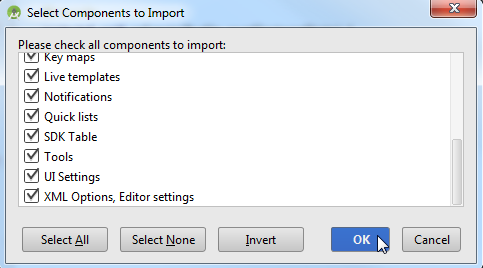 Select Components to Import
Please check all components to import:
Key maps
Live templates
Notifications
Quick lists
SDK Table
Tools
UI Settings
XML Options, Editor settings
Select All
Select None
Invert
OK
Cancel